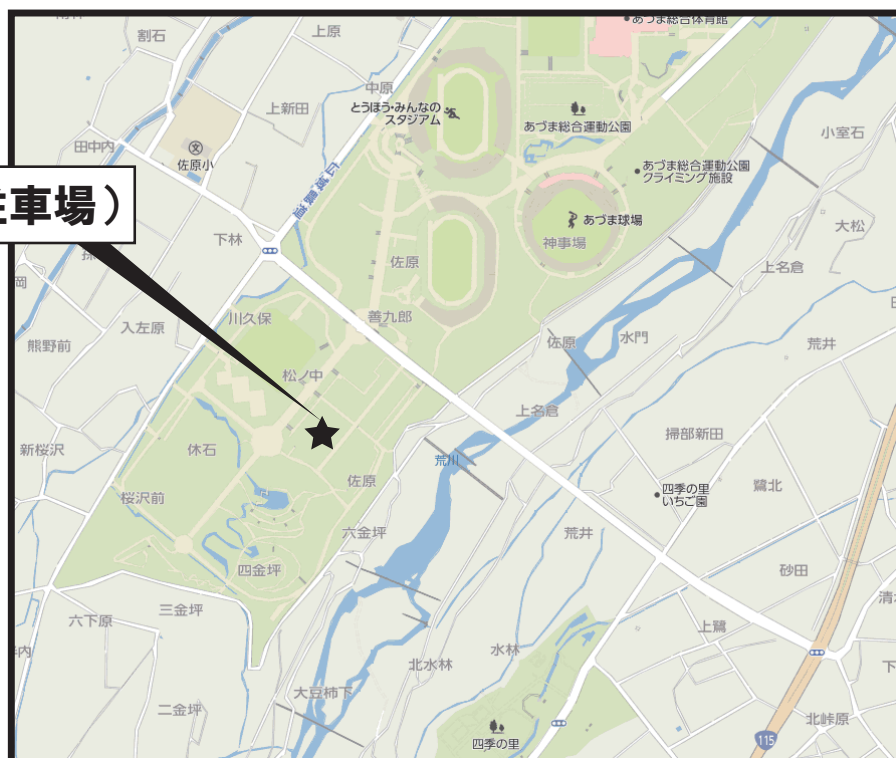 割石
上原
あづま総合体育館
中原
上新田
とうほう・みんなの
スタジアム
あづま総合運動公園
小室石
田中内
佐原小
あづま総合運動公園
クライミング施設
車場）
下林
あづま球場
神事場
大松
上名倉
佐原
入左原
川久保
善九郎
熊野前
佐原
水門
荒井
松ノ中
上名倉
掃部新田
新桜沢
休石
荒川
佐原
四季の里
いちご園
鷺北
桜沢前
六金坪
荒井
四金坪
砂田
三金坪
六下原
上鷺
水林
北水林
大豆柿下
二金坪
四季の里
115
北峠原